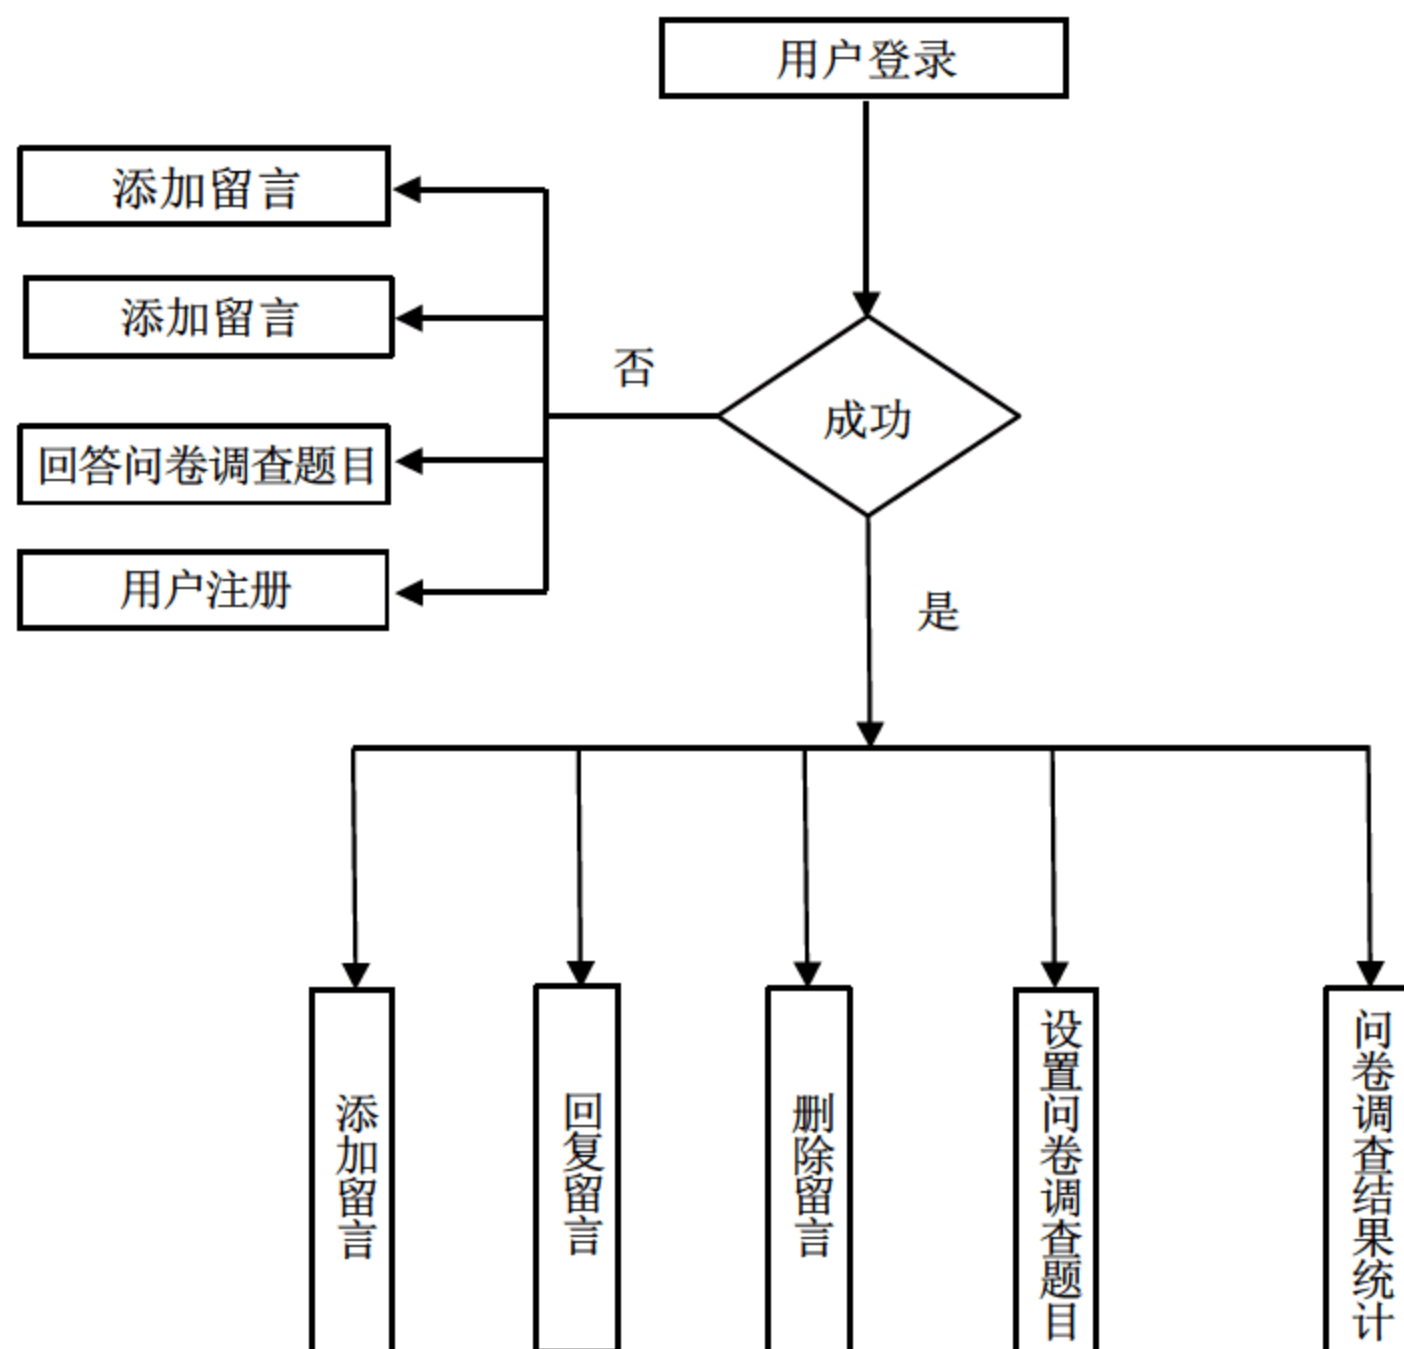 用户登录
添加留言
添加留言
否
成功
回答问卷调查题目
用户注册
是
添加留言
回复留言
删除留言
设置问卷调查题目
问卷调查结果统计